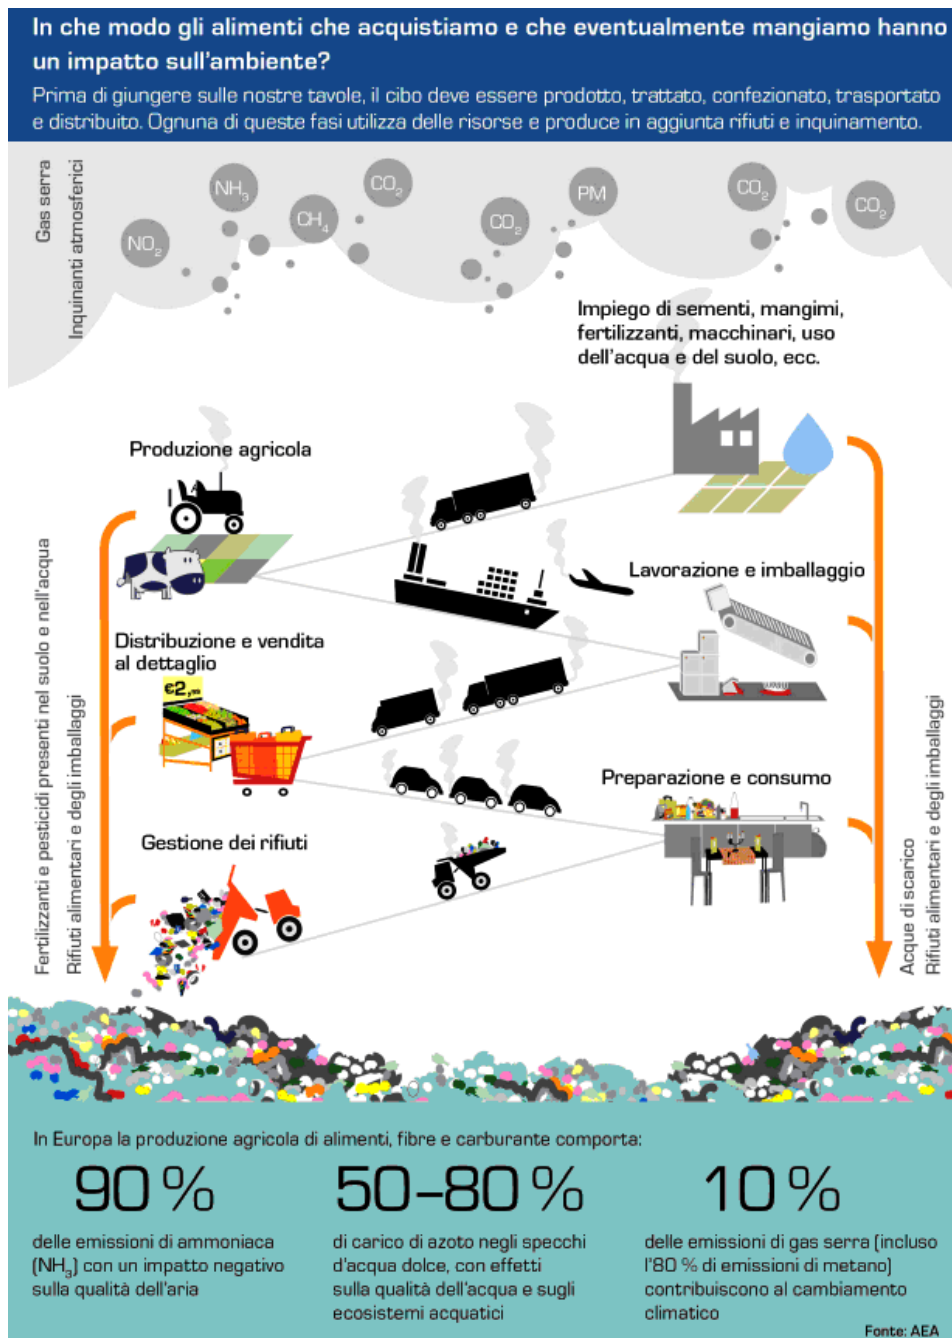 In che modo gli alimenti che acquistiamo e che eventualmente mangiamo hanno
un impatto sull'ambiente?
Prima di giungere sulle nostre tavole, il cibo deve essere prodotto, trattato, confezionato, trasportato
e distribuito. Ognuna di queste fasi utilizza delle risorse e produce in aggiunta rifiuti e inquinamento.
Gas serra
Inquinanti atmosferici
NO₂
NH₃
CH₄
CO₂
CO₂
PM
CO₂
CO₂
Impiego di sementi, mangimi,
fertilizzanti, macchinari, uso
dell'acqua e del suolo, ecc.
Produzione agricola
Lavorazione e imballaggio
Distribuzione e vendita
al dettaglio
€2,99
Preparazione e consumo
Gestione dei rifiuti
Fertilizzanti e pesticidi presenti nel suolo e nell'acqua
Rifiuti alimentari e degli imballaggi
Acque di scarico
Rifiuti alimentari e degli imballaggi
In Europa la produzione agricola di alimenti, fibre e carburante comporta:
90 %
delle emissioni di ammoniaca
(NH₃) con un impatto negativo
sulla qualità dell'aria
50–80 %
di carico di azoto negli specchi
d'acqua dolce, con effetti
sulla qualità dell'acqua e sugli
ecosistemi acquatici
10 %
delle emissioni di gas serra (incluso
l'80 % di emissioni di metano)
contribuiscono al cambiamento
climatico
Fonte: AEA